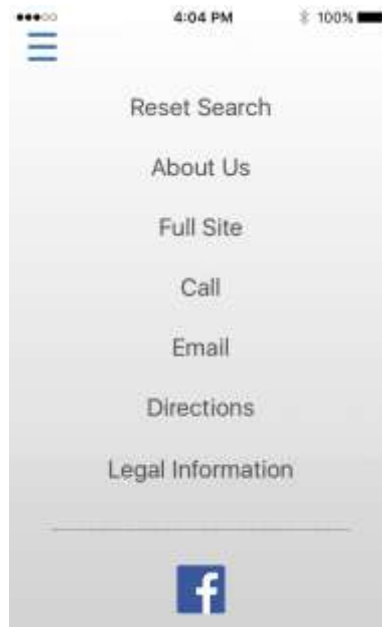 4:04 PM 100%
Reset Search
About Us
Full Site
Call
Email
Directions
Legal Information
f